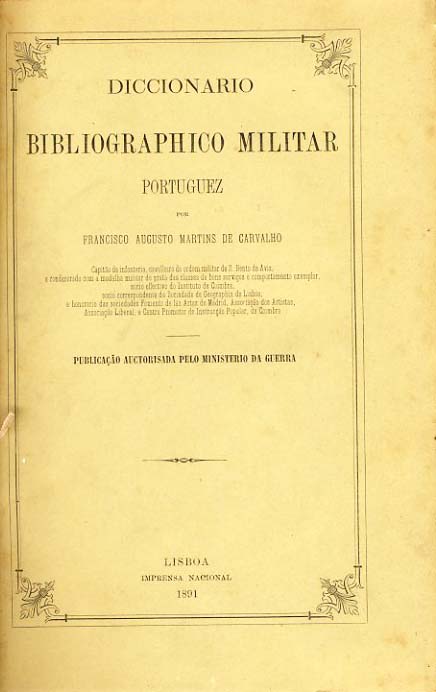 DICCIONARIO
BIBLIOGRAPHICO MILITAR
PORTUGUEZ
POR
FRANCISCO AUGUSTO MARTINS DE CARVALHO
Capitão de infanteria, cavalleiro da ordem militar de S. Bento de Aviz,
e condecorado com a medalha militar de prata das classes de bons serviços e comportamento exemplar,
socio effectivo do Instituto de Coimbra,
socio correspondente da Sociedade de Geographia de Lisboa,
e honorario das sociedades Fomento de las Artes de Madrid, Associação dos Artistas,
Associação Liberal, e Centro Promotor de Instrucção Popular, de Coimbra
PUBLICAÇÃO AUCTORISADA PELO MINISTERIO DA GUERRA
LISBOA
IMPRENSA NACIONAL
1891